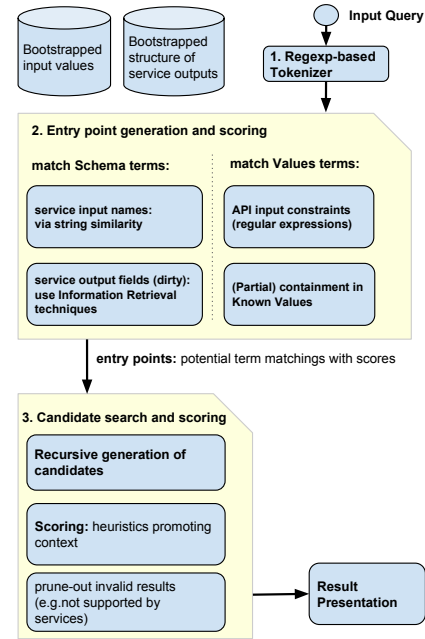 Bootstrapped
input values
Bootstrapped
structure of
service outputs
Input Query
1. Regexp-based
Tokenizer
2. Entry point generation and scoring
match Schema terms:
match Values terms:
service input names:
via string similarity
API input constraints
(regular expressions)
service output fields (dirty):
use Information Retrieval
techniques
(Partial) containment in
Known Values
entry points: potential term matchings with scores
3. Candidate search and scoring
Recursive generation of
candidates
Scoring: heuristics promoting
context
prune-out invalid results
(e.g.not supported by
services)
Result
Presentation